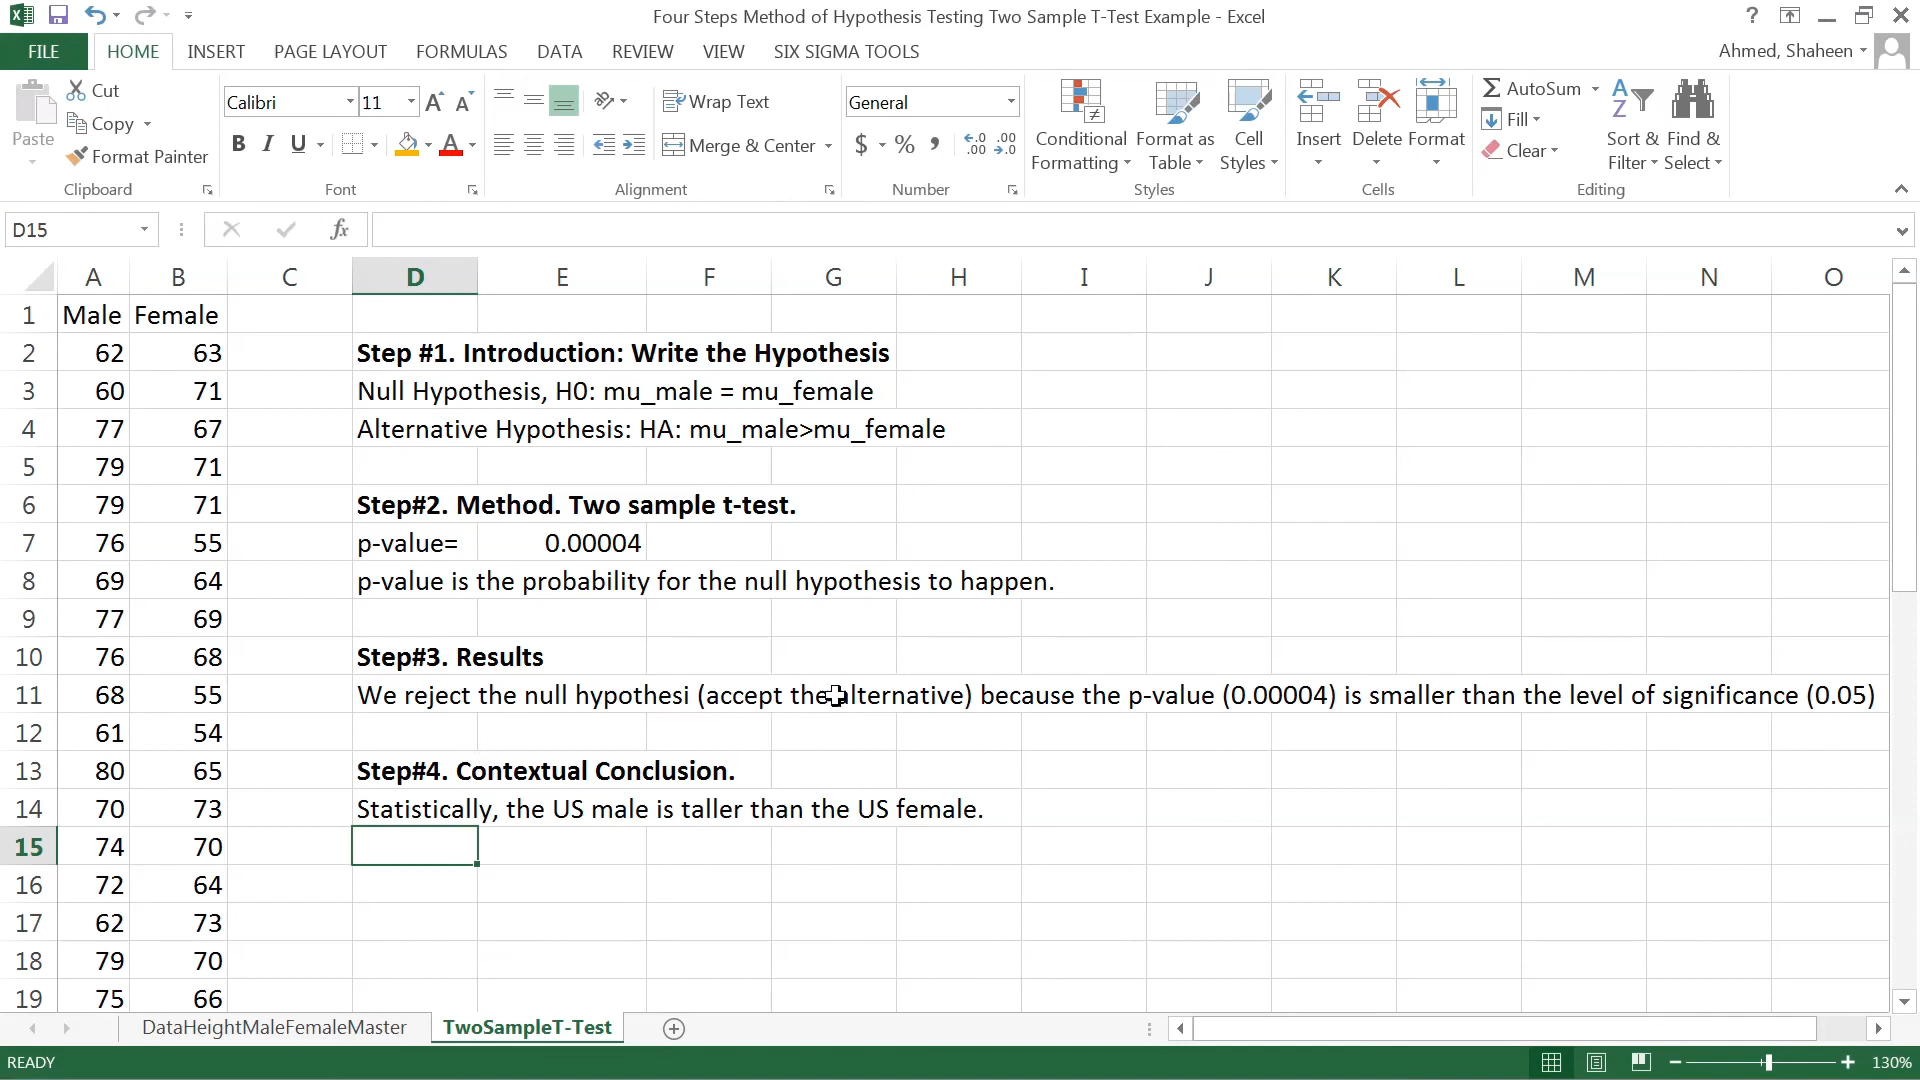 Four Steps Method of Hypothesis Testing Two Sample T-Test Example - Excel
?
FILE HOME INSERT PAGE LAYOUT FORMULAS DATA REVIEW VIEW SIX SIGMA TOOLS
Ahmed, Shaheen
Paste
Cut
Copy
Format Painter
Clipboard
Calibri 11
B I U
Font
Wrap Text
Merge & Center
Alignment
General
$ % ,
Number
Conditional Formatting
Format as Table
Cell Styles
Styles
Insert
Delete
Format
Cells
AutoSum
Fill
Clear
Sort & Filter
Find & Select
Editing
D15
fx
A B C D E F G H I J K L M N O
1 Male Female
2 62 63 Step #1. Introduction: Write the Hypothesis
3 60 71 Null Hypothesis, H0: mu_male = mu_female
4 77 67 Alternative Hypothesis: HA: mu_male>mu_female
5 79 71
6 79 71 Step#2. Method. Two sample t-test.
7 76 55 p-value= 0.00004
8 69 64 p-value is the probability for the null hypothesis to happen.
9 77 69
10 76 68 Step#3. Results
11 68 55 We reject the null hypothesi (accept the alternative) because the p-value (0.00004) is smaller than the level of significance (0.05)
12 61 54
13 80 65 Step#4. Contextual Conclusion.
14 70 73 Statistically, the US male is taller than the US female.
15 74 70
16 72 64
17 62 73
18 79 70
19 75 66
DataHeightMaleFemaleMaster TwoSampleT-Test
READY
130%